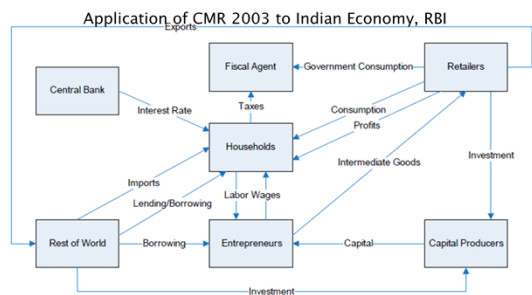 Application of CMR 2003 to Indian Economy, RBI
Exports
Fiscal Agent
Government Consumption
Retailers
Central Bank
Interest Rate
Taxes
Consumption
Profits
Households
Intermediate Goods
Investment
Imports
Lending/Borrowing
Labor Wages
Rest of World
Borrowing
Entrepreneurs
Capital
Capital Producers
Investment